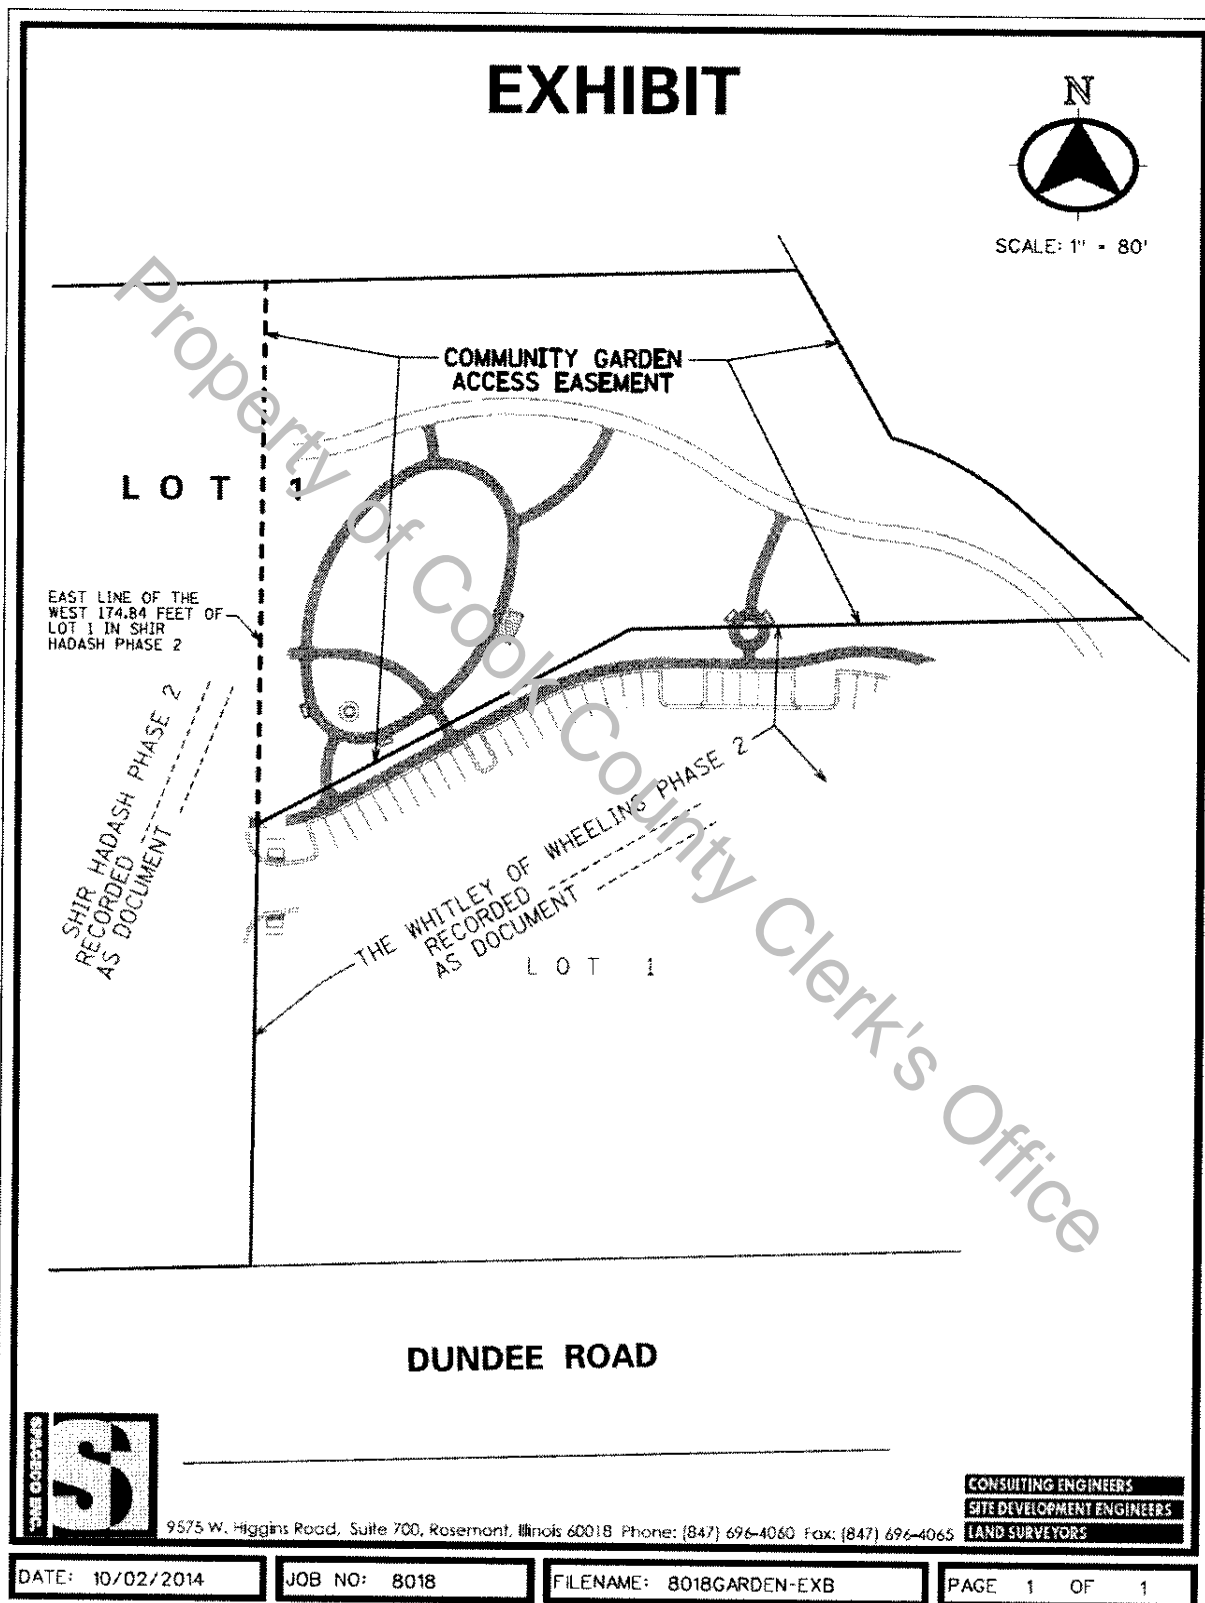 EXHIBIT
N
SCALE: 1" = 80'
COMMUNITY GARDEN
ACCESS EASEMENT
LOT 1
EAST LINE OF THE
WEST 174.84 FEET OF
LOT 1 IN SHIR
HADASH PHASE 2
SHIR HADASH PHASE 2
RECORDED
AS DOCUMENT
THE WHITLEY OF WHEELING PHASE 2
RECORDED
AS DOCUMENT
LOT 1
Property of Cook County Clerk's Office
DUNDEE ROAD
SPACECO INC.
S
9575 W. Higgins Road, Suite 700, Rosemont, Illinois 60018 Phone: (847) 696-4060 Fax: (847) 696-4065
CONSULTING ENGINEERS
SITE DEVELOPMENT ENGINEERS
LAND SURVEYORS
DATE: 10/02/2014
JOB NO: 8018
FILENAME: 8018GARDEN-EXB
PAGE 1 OF 1